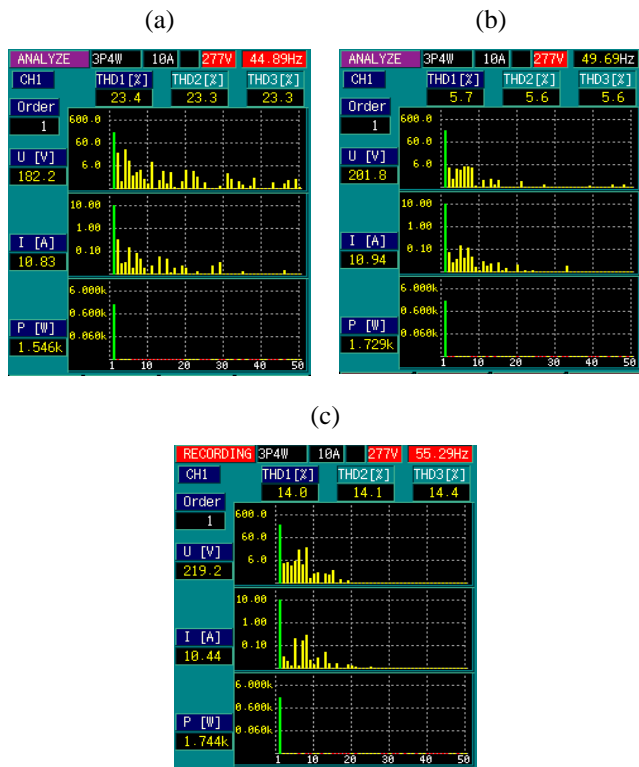 (a)
ANALYZE 3P4W 10A 277V 44.89Hz
CH1 THD1[%] THD2[%] THD3[%]
23.4 23.3 23.3
Order
1
600.0
60.0
U [V]
6.0
182.2
10.00
1.00
I [A]
0.10
10.83
6.000k
0.600k
P [W]
0.060k
1.546k
1 10 20 30 40 50
(b)
ANALYZE 3P4W 10A 277V 49.69Hz
CH1 THD1[%] THD2[%] THD3[%]
5.7 5.6 5.6
Order
1
600.0
60.0
U [V]
6.0
201.8
10.00
1.00
I [A]
0.10
10.94
6.000k
0.600k
P [W]
0.060k
1.729k
1 10 20 30 40 50
(c)
RECORDING 3P4W 10A 277V 55.29Hz
CH1 THD1[%] THD2[%] THD3[%]
14.0 14.1 14.4
Order
1
600.0
60.0
U [V]
6.0
219.2
10.00
1.00
I [A]
0.10
10.44
6.000k
0.600k
P [W]
0.060k
1.744k
1 10 20 30 40 50